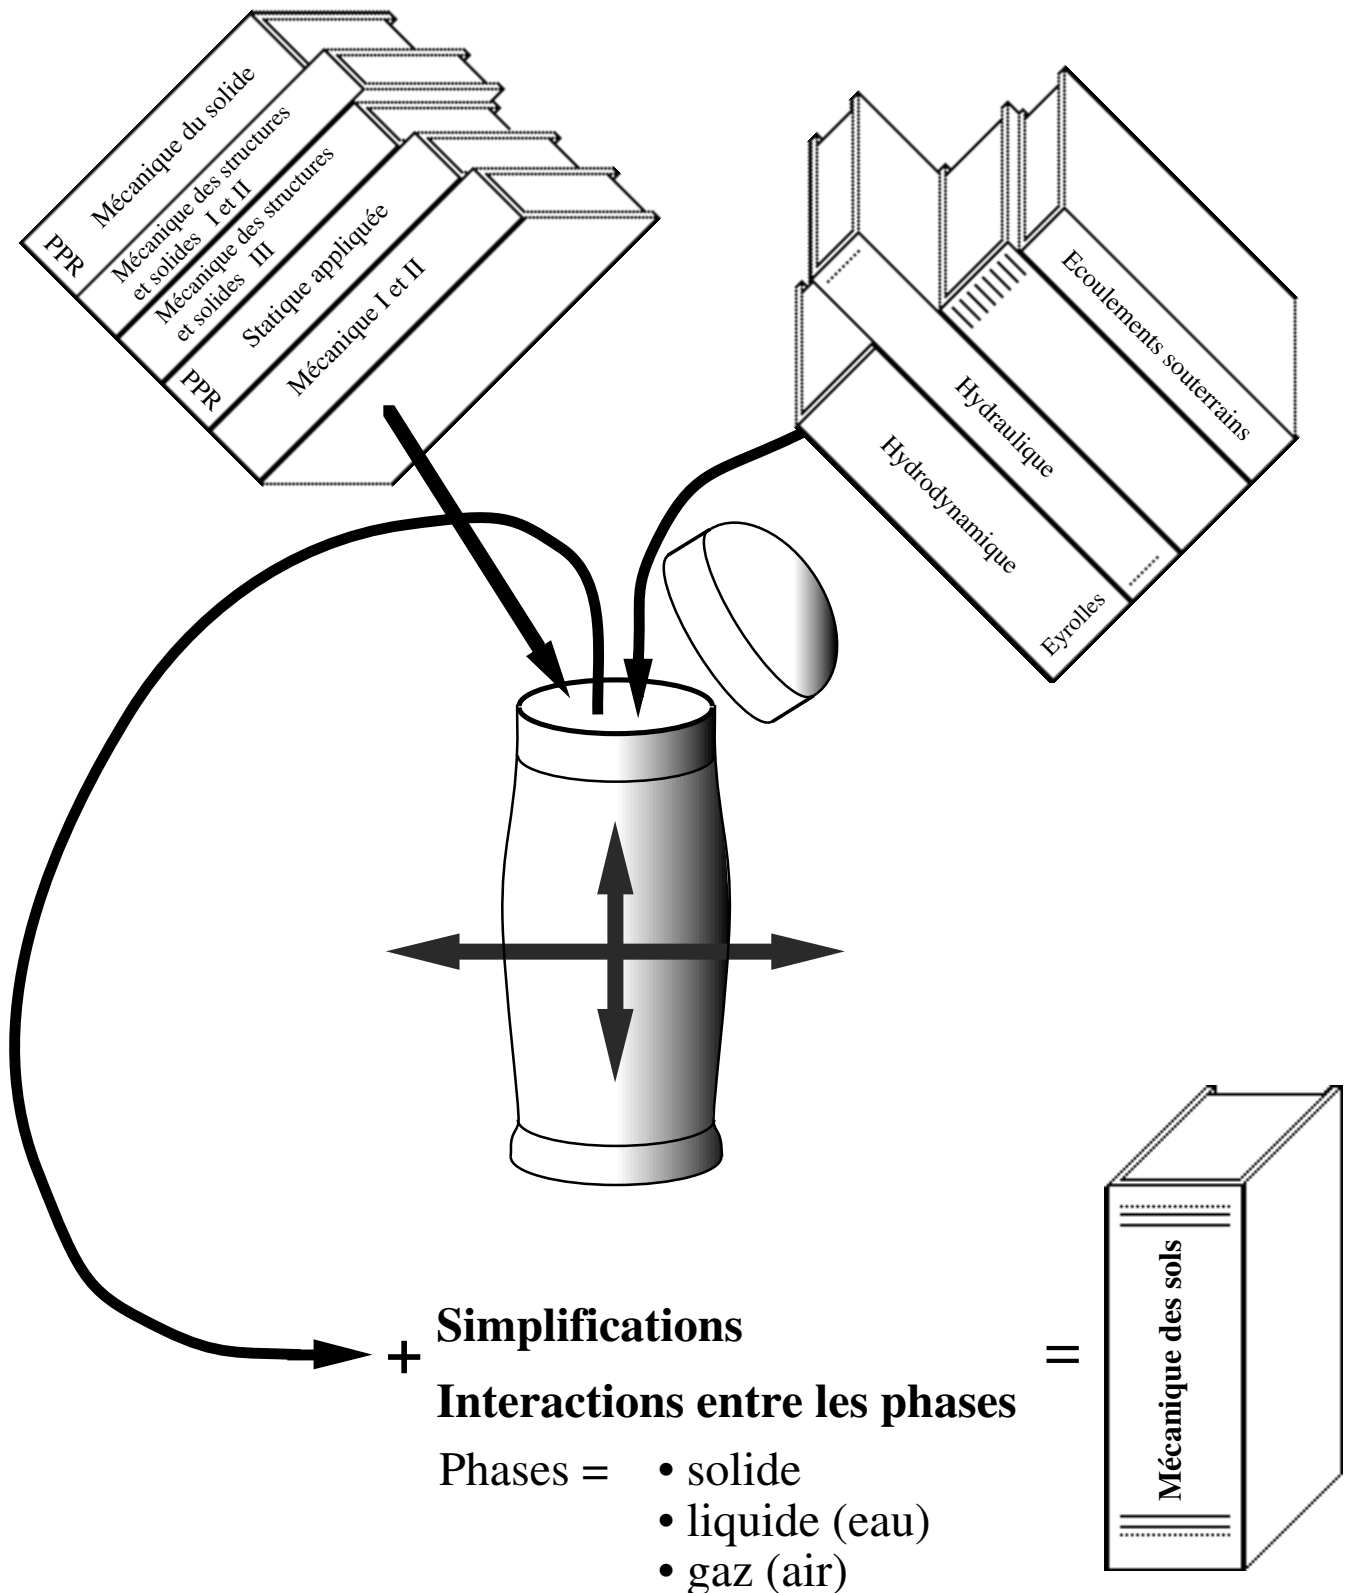 Mécanique du solide
PPR
Mécanique des structures
et solides I et II
Mécanique des structures
et solides III
Statique appliquée
PPR
Mécanique I et II
Ecoulements souterrains
Hydraulique
Hydrodynamique
Eyrolles
+
Simplifications
Interactions entre les phases
Phases =
• solide
• liquide (eau)
• gaz (air)
=
Mécanique des sols